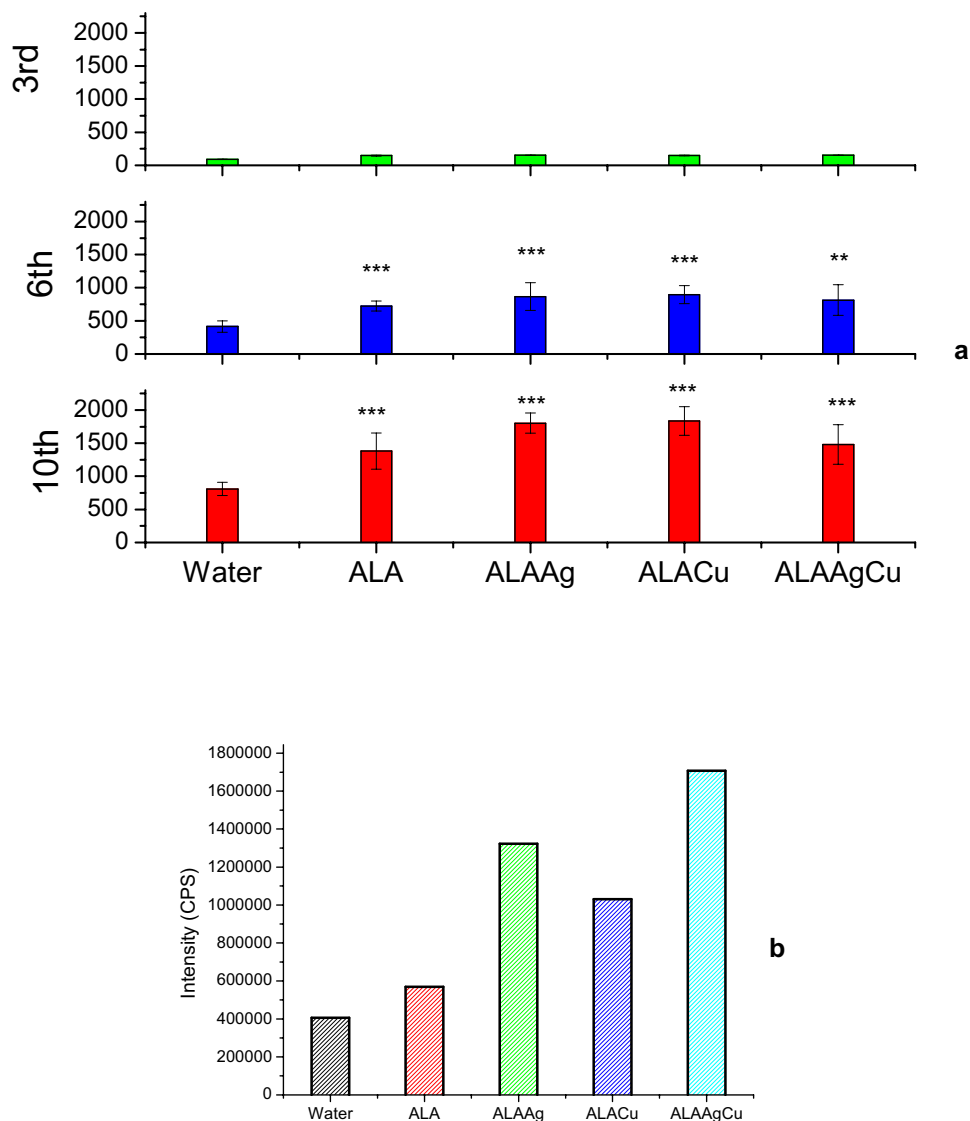 3rd
2000
1500
1000
500
0
6th
2000
1500
1000
500
0
*** *** *** **
a
10th
2000
1500
1000
500
0
*** *** *** ***
Water ALA ALAAg ALACu ALAAgCu
Intensity (CPS)
1800000
1600000
1400000
1200000
1000000
800000
600000
400000
200000
0
b
Water ALA ALAAg ALACu ALAAgCu